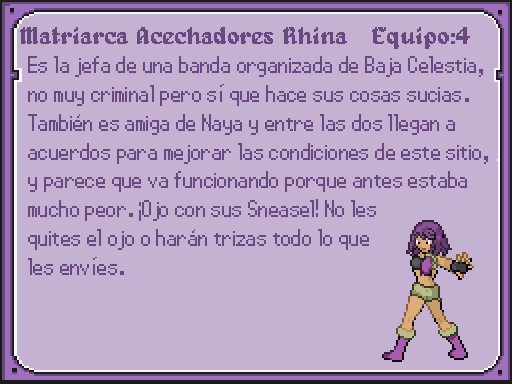 Matriarca Acechadores Rhina Equipo:4
Es la jefa de una banda organizada de Baja Celestia,
no muy criminal pero sí que hace sus cosas sucias.
También es amiga de Naya y entre las dos llegan a
acuerdos para mejorar las condiciones de este sitio,
y parece que va funcionando porque antes estaba
mucho peor. ¡Ojo con sus Sneasel! No les
quites el ojo o harán trizas todo lo que
les envíes.